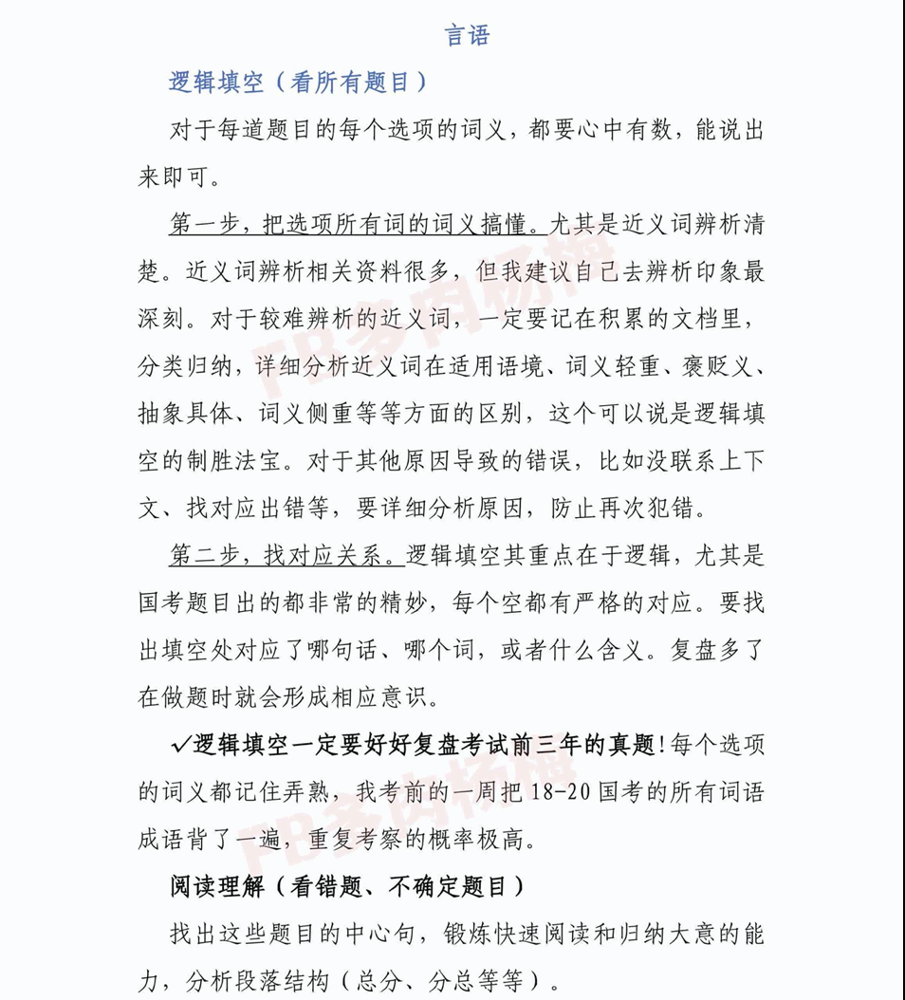 言语
逻辑填空（看所有题目）
对于每道题目的每个选项的词义，都要心中有数，能说出
来即可。
第一步，把选项所有词的词义搞懂。尤其是近义词辨析清
楚。近义词辨析相关资料很多，但我建议自己去辨析印象最
深刻。对于较难辨析的近义词，一定要记在积累的文档里，
分类归纳，详细分析近义词在适用语境、词义轻重、褒贬义、
抽象具体、词义侧重等等方面的区别，这个可以说是逻辑填
空的制胜法宝。对于其他原因导致的错误，比如没联系上下
文、找对应出错等，要详细分析原因，防止再次犯错。
第二步，找对应关系。逻辑填空其重点在于逻辑，尤其是
国考题目出的都非常的精妙，每个空都有严格的对应。要找
出填空处对应了哪句话、哪个词，或者什么含义。复盘多了
在做题时就会形成相应意识。
✓逻辑填空一定要好好复盘考试前三年的真题！每个选项
的词义都记住弄熟，我考前的一周把 18-20 国考的所有词语
成语背了一遍，重复考察的概率极高。
阅读理解（看错题、不确定题目）
找出这些题目的中心句，锻炼快速阅读和归纳大意的能
力，分析段落结构（总分、分总等等）。
FB多肉杨梅
FB多肉杨梅